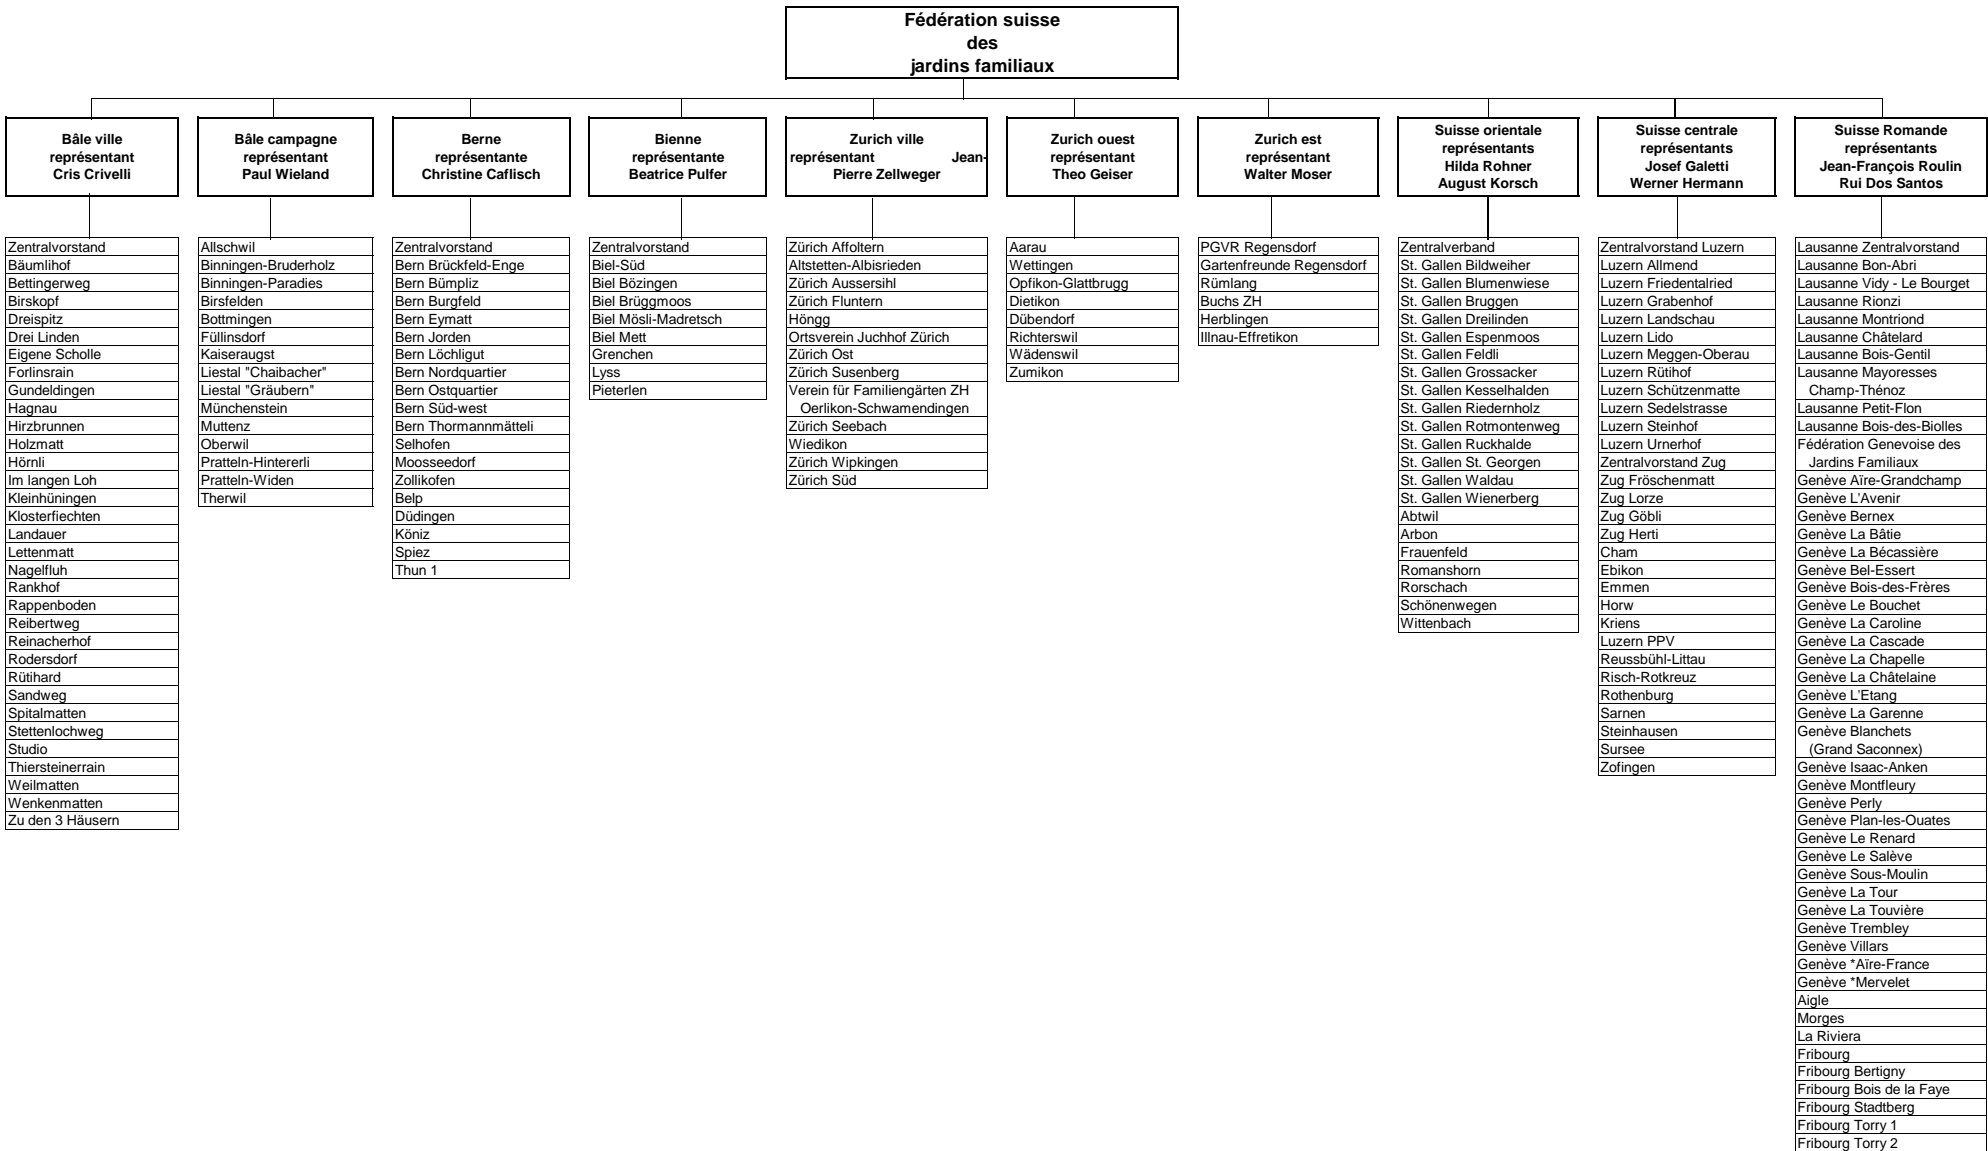 Fédération suisse
des
jardins familiaux
Bâle ville
représentant
Cris Crivelli
Zentralvorstand
Bäumlihof
Bettingerweg
Birskopf
Dreispitz
Drei Linden
Eigene Scholle
Forlinsrain
Gundeldingen
Hagnau
Hirzbrunnen
Holzmatt
Hörnli
Im langen Loh
Kleinhüningen
Klosterfiechten
Landauer
Lettenmatt
Nagelfluh
Rankhof
Rappenboden
Reibertweg
Reinacherhof
Rodersdorf
Rütihard
Sandweg
Spitalmatten
Stettenlochweg
Studio
Thiersteinerrain
Weilmatten
Wenkenmatten
Zu den 3 Häusern
Bâle campagne
représentant
Paul Wieland
Allschwil
Binningen-Bruderholz
Binningen-Paradies
Birsfelden
Bottmingen
Füllinsdorf
Kaiseraugst
Liestal "Chaibacher"
Liestal "Gräubern"
Münchenstein
Muttenz
Oberwil
Pratteln-Hintererli
Pratteln-Widen
Therwil
Berne
représentante
Christine Caflisch
Zentralvorstand
Bern Brückfeld-Enge
Bern Bümpliz
Bern Burgfeld
Bern Eymatt
Bern Jorden
Bern Löchligut
Bern Nordquartier
Bern Ostquartier
Bern Süd-west
Bern Thormannmätteli
Selhofen
Moosseedorf
Zollikofen
Belp
Düdingen
Köniz
Spiez
Thun 1
Bienne
représentante
Beatrice Pulfer
Zentralvorstand
Biel-Süd
Biel Bözingen
Biel Brüggmoos
Biel Mösli-Madretsch
Biel Mett
Grenchen
Lyss
Pieterlen
Zurich ville
représentant Jean-
Pierre Zellweger
Zürich Affoltern
Altstetten-Albisrieden
Zürich Aussersihl
Zürich Fluntern
Höngg
Ortsverein Juchhof Zürich
Zürich Ost
Zürich Susenberg
Verein für Familiengärten ZH
Oerlikon-Schwamendingen
Zürich Seebach
Wiedikon
Zürich Wipkingen
Zürich Süd
Zurich ouest
représentant
Theo Geiser
Aarau
Wettingen
Opfikon-Glattbrugg
Dietikon
Dübendorf
Richterswil
Wädenswil
Zumikon
Zurich est
représentant
Walter Moser
PGVR Regensdorf
Gartenfreunde Regensdorf
Rümlang
Buchs ZH
Herblingen
Illnau-Effretikon
Suisse orientale
représentants
Hilda Rohner
August Korsch
Zentralverband
St. Gallen Bildweiher
St. Gallen Blumenwiese
St. Gallen Bruggen
St. Gallen Dreilinden
St. Gallen Espenmoos
St. Gallen Feldli
St. Gallen Grossacker
St. Gallen Kesselhalden
St. Gallen Riedernholz
St. Gallen Rotmontenweg
St. Gallen Ruckhalde
St. Gallen St. Georgen
St. Gallen Waldau
St. Gallen Wienerberg
Abtwil
Arbon
Frauenfeld
Romanshorn
Rorschach
Schönenwegen
Wittenbach
Suisse centrale
représentants
Josef Galetti
Werner Hermann
Zentralvorstand Luzern
Luzern Allmend
Luzern Friedentalried
Luzern Grabenhof
Luzern Landschau
Luzern Lido
Luzern Meggen-Oberau
Luzern Rütihof
Luzern Schützenmatte
Luzern Sedelstrasse
Luzern Steinhof
Luzern Urnerhof
Zentralvorstand Zug
Zug Fröschenmatt
Zug Lorze
Zug Göbli
Zug Herti
Cham
Ebikon
Emmen
Horw
Kriens
Luzern PPV
Reussbühl-Littau
Risch-Rotkreuz
Rothenburg
Sarnen
Steinhausen
Sursee
Zofingen
Suisse Romande
représentants
Jean-François Roulin
Rui Dos Santos
Lausanne Zentralvorstand
Lausanne Bon-Abri
Lausanne Vidy - Le Bourget
Lausanne Rionzi
Lausanne Montriond
Lausanne Châtelard
Lausanne Bois-Gentil
Lausanne Mayoresses
Champ-Thénoz
Lausanne Petit-Flon
Lausanne Bois-des-Biolles
Fédération Genevoise des
Jardins Familiaux
Genève Aïre-Grandchamp
Genève L'Avenir
Genève Bernex
Genève La Bâtie
Genève La Bécassière
Genève Bel-Essert
Genève Bois-des-Frères
Genève Le Bouchet
Genève La Caroline
Genève La Cascade
Genève La Chapelle
Genève La Châtelaine
Genève L'Etang
Genève La Garenne
Genève Blanchets
(Grand Saconnex)
Genève Isaac-Anken
Genève Montfleury
Genève Perly
Genève Plan-les-Ouates
Genève Le Renard
Genève Le Salève
Genève Sous-Moulin
Genève La Tour
Genève La Touvière
Genève Trembley
Genève Villars
Genève *Aïre-France
Genève *Mervelet
Aigle
Morges
La Riviera
Fribourg
Fribourg Bertigny
Fribourg Bois de la Faye
Fribourg Stadtberg
Fribourg Torry 1
Fribourg Torry 2